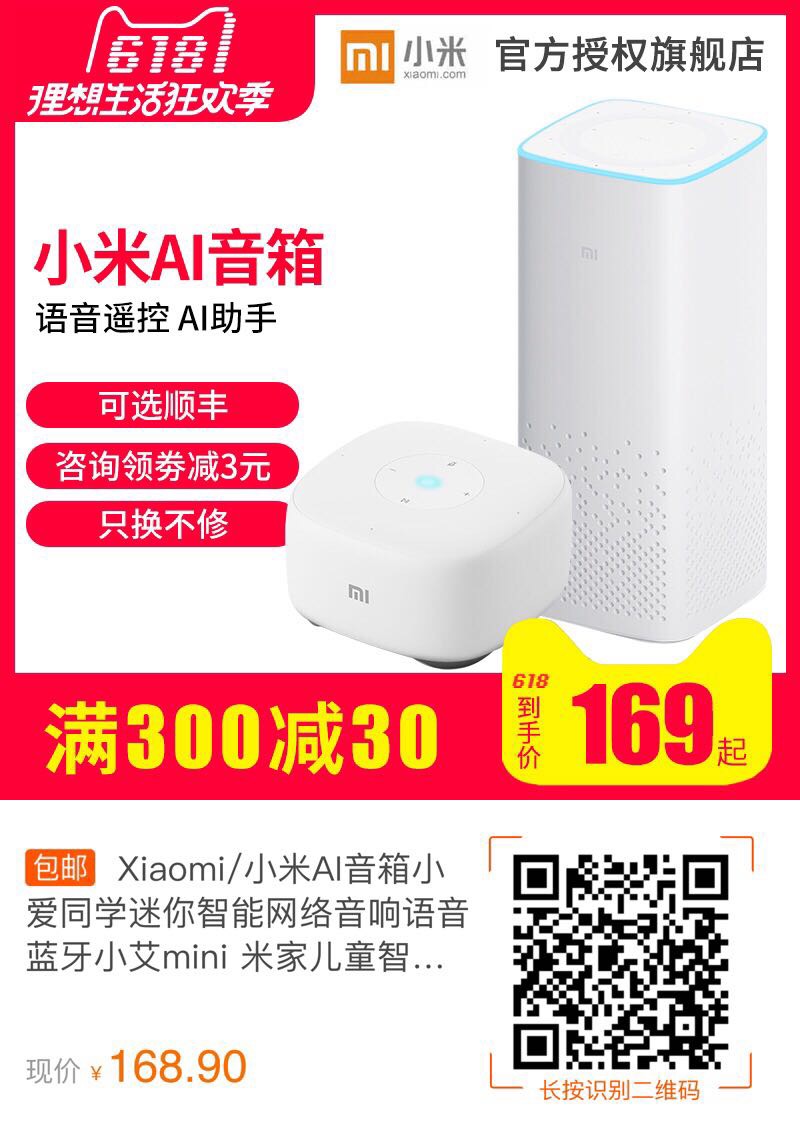 618
理想生活狂欢季
小米
xiaomi.com
官方授权旗舰店
小米AI音箱
语音遥控 AI助手
可选顺丰
咨询领券减3元
只换不修
满300减30
618
到手价
169起
包邮 Xiaomi/小米AI音箱小
爱同学迷你智能网络音响语音
蓝牙小艾mini 米家儿童智...
现价 ¥ 168.90
长按识别二维码